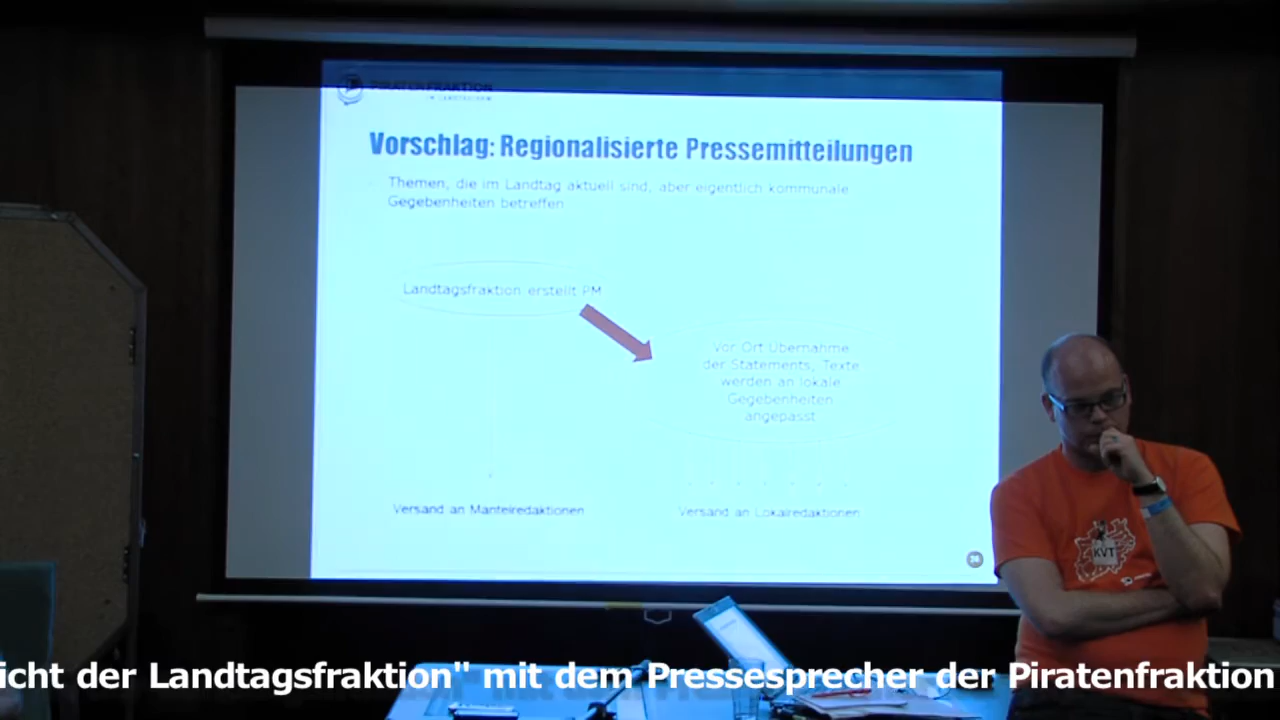 PIRATENFRAKTION
Vorschlag: Regionalisierte Pressemitteilungen
Themen, die im Landtag aktuell sind, aber eigentlich kommunale
Gegebenheiten betreffen
Landtagsfraktion erstellt PM
Vor Ort Übernahme
der Statements, Texte
werden an lokale
Gegebenheiten
angepasst
Versand an Mantelredaktionen
Versand an Lokalredaktionen
KVT
icht der Landtagsfraktion" mit dem Pressesprecher der Piratenfraktion